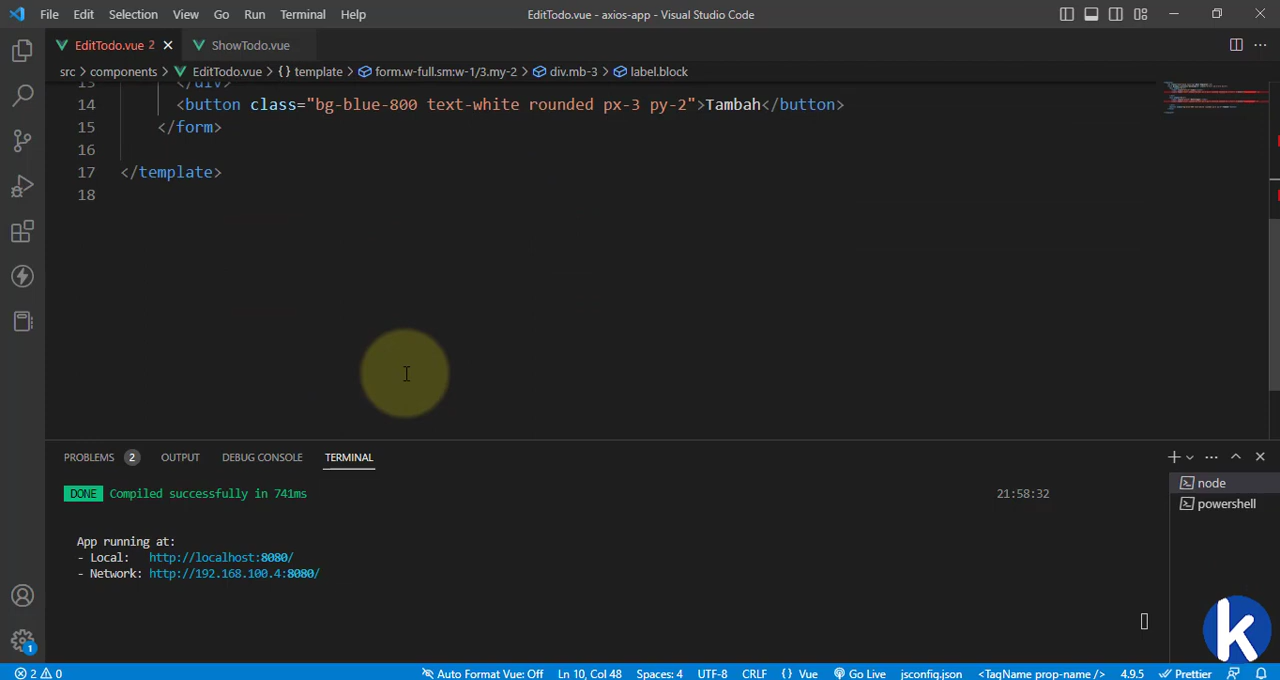 File Edit Selection View Go Run Terminal Help EditTodo.vue - axios-app - Visual Studio Code
EditTodo.vue 2 ShowTodo.vue
src > components > EditTodo.vue > {} template > form.w-full.sm:w-1/3.my-2 > div.mb-3 > label.block
13 </div>
14 <button class="bg-blue-800 text-white rounded px-3 py-2">Tambah</button>
15 </form>
16
17 </template>
18
PROBLEMS 2 OUTPUT DEBUG CONSOLE TERMINAL
node
DONE Compiled successfully in 741ms 21:58:32
powershell
App running at:
- Local: http://localhost:8080/
- Network: http://192.168.100.4:8080/
k
1
2 0 Auto Format Vue: Off Ln 10, Col 48 Spaces: 4 UTF-8 CRLF {} Vue Go Live jsconfig.json <TagName prop-name /> 4.9.5 Prettier